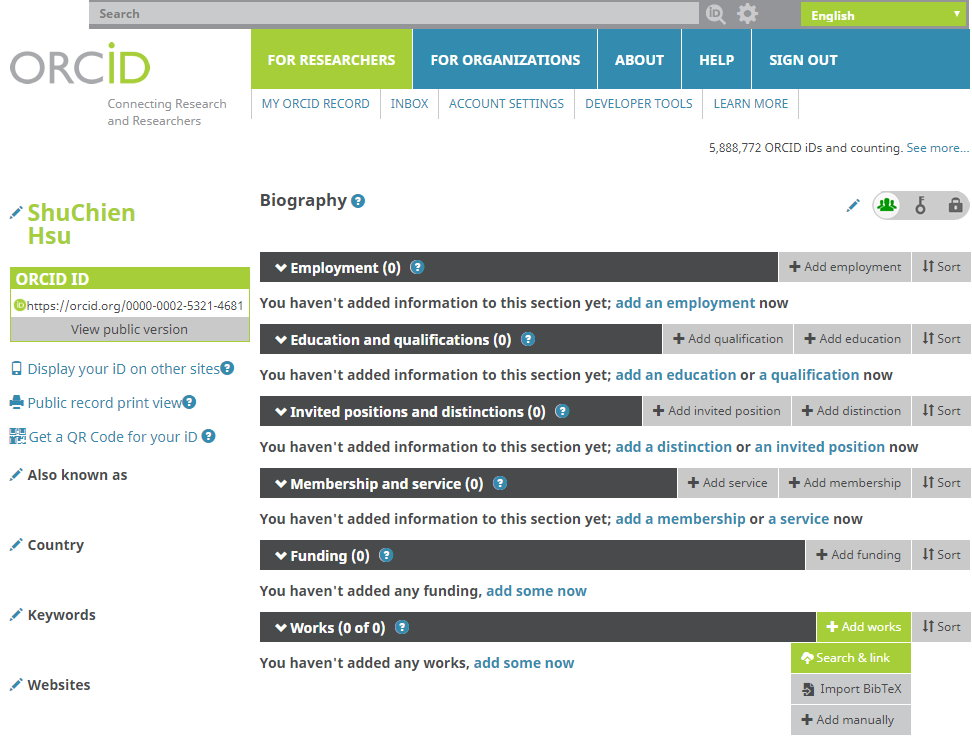 Search
English
ORCID
Connecting Research
and Researchers
FOR RESEARCHERS FOR ORGANIZATIONS ABOUT HELP SIGN OUT
MY ORCID RECORD INBOX ACCOUNT SETTINGS DEVELOPER TOOLS LEARN MORE
5,888,772 ORCID iDs and counting. See more...
ShuChien
Hsu
ORCID ID
iD https://orcid.org/0000-0002-5321-4681
View public version
Display your iD on other sites ?
Public record print view ?
Get a QR Code for your iD ?
Also known as
Country
Keywords
Websites
Biography ?
Employment (0) ? Add employment Sort
You haven't added information to this section yet; add an employment now
Education and qualifications (0) ? Add qualification Add education Sort
You haven't added information to this section yet; add an education or a qualification now
Invited positions and distinctions (0) ? Add invited position Add distinction Sort
You haven't added information to this section yet; add a distinction or an invited position now
Membership and service (0) ? Add service Add membership Sort
You haven't added information to this section yet; add a membership or a service now
Funding (0) ? Add funding Sort
You haven't added any funding, add some now
Works (0 of 0) ? Add works Sort
You haven't added any works, add some now
Search & link
Import BibTeX
Add manually